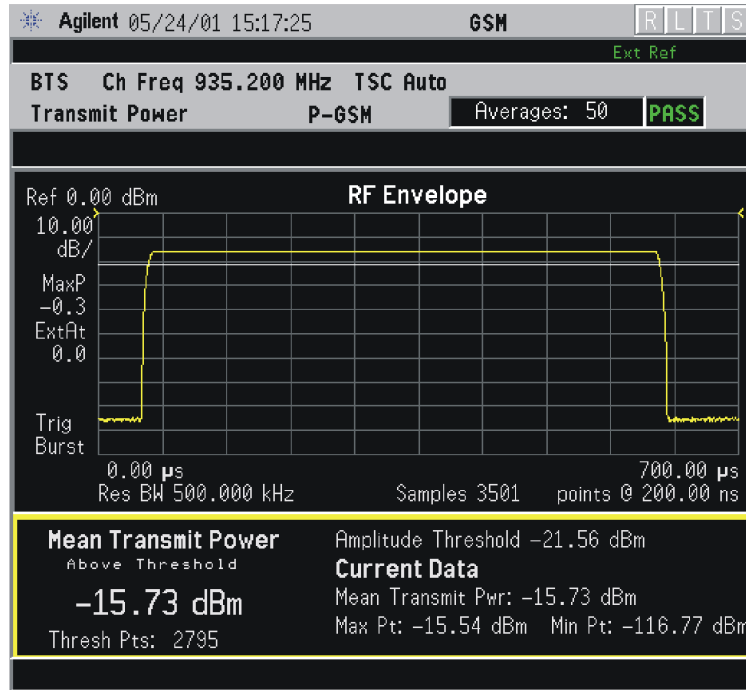 Agilent 05/24/01 15:17:25 GSM R L T S
Ext Ref
BTS Ch Freq 935.200 MHz TSC Auto
Transmit Power P-GSM Averages: 50 PASS
Ref 0.00 dBm RF Envelope
10.00
dB/
MaxP
-0.3
ExtAt
0.0
Trig
Burst
0.00 µs 700.00 µs
Res BW 500.000 kHz Samples 3501 points @ 200.00 ns
Mean Transmit Power
Above Threshold
-15.73 dBm
Thresh Pts: 2795
Amplitude Threshold -21.56 dBm
Current Data
Mean Transmit Pwr: -15.73 dBm
Max Pt: -15.54 dBm Min Pt: -116.77 dBm